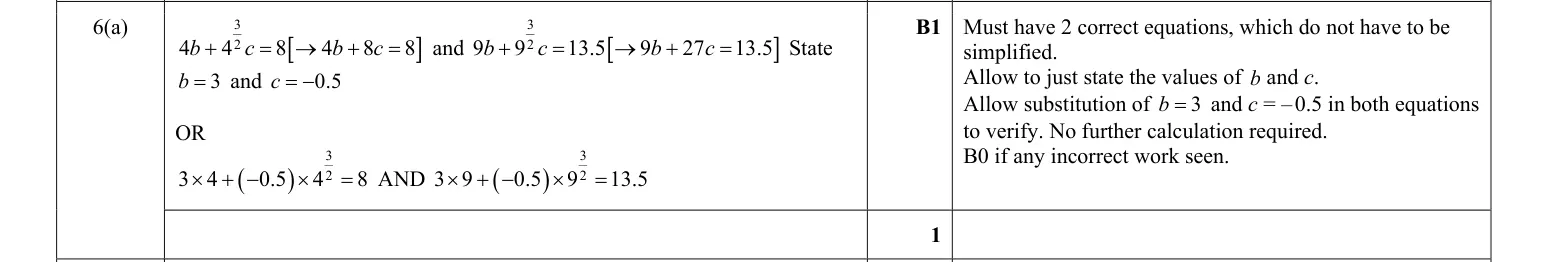 6(a)
4b + 4^{3/2} c = 8[→ 4b + 8c = 8] and 9b + 9^{3/2} c = 13.5[→ 9b + 27c = 13.5] State
b = 3 and c = −0.5
OR
3 × 4 + (−0.5) × 4^{3/2} = 8 AND 3 × 9 + (−0.5) × 9^{3/2} = 13.5
B1
Must have 2 correct equations, which do not have to be
simplified.
Allow to just state the values of b and c.
Allow substitution of b = 3 and c = −0.5 in both equations
to verify. No further calculation required.
B0 if any incorrect work seen.
1